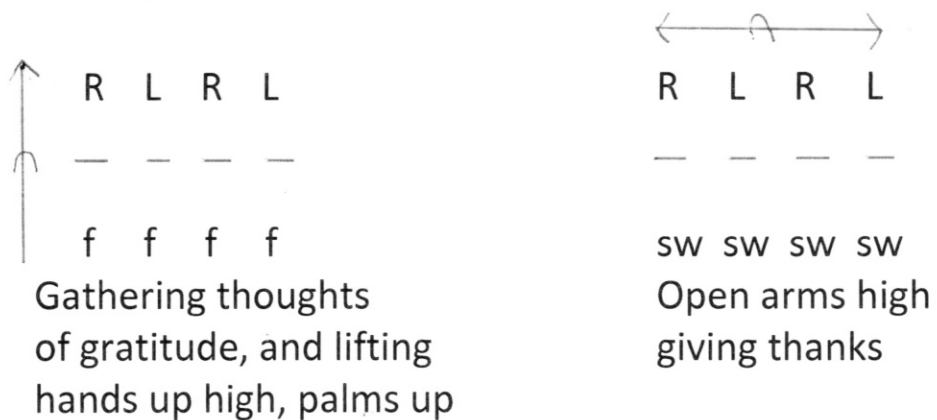 R L R L
— — — —
f f f f
Gathering thoughts
of gratitude, and lifting
hands up high, palms up
R L R L
— — — —
sw sw sw sw
Open arms high
giving thanks